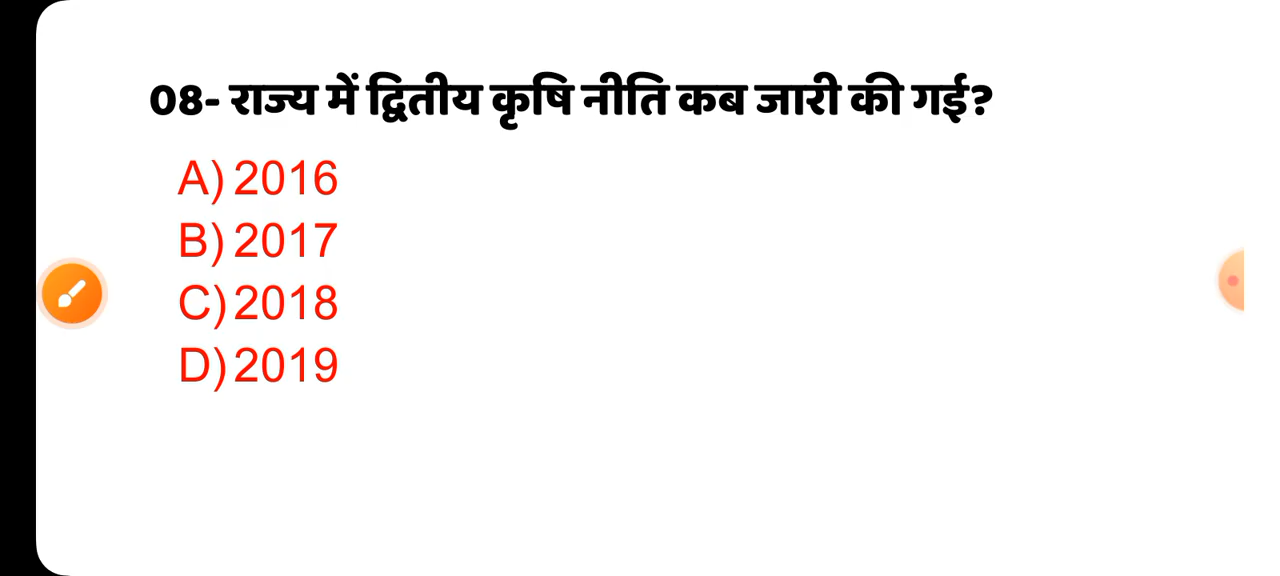 08- राज्य में द्वितीय कृषि नीति कब जारी की गई?
A) 2016
B) 2017
C) 2018
D) 2019